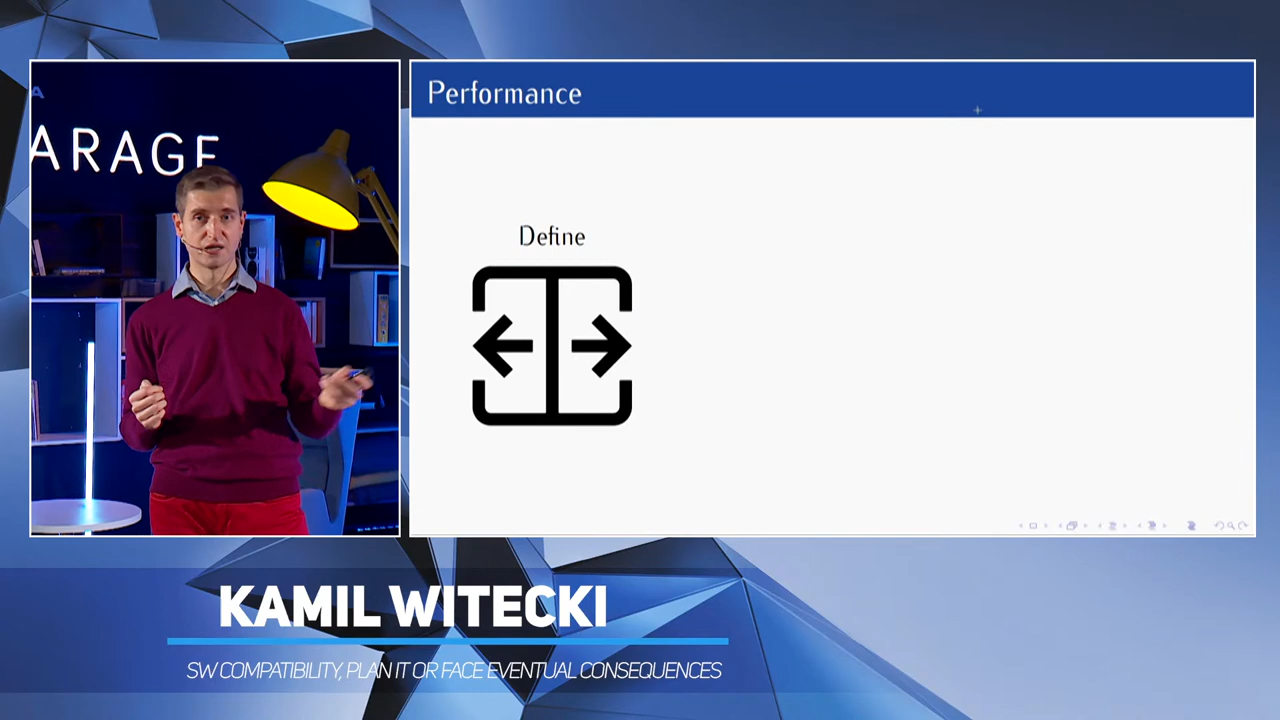 A
ARAGE
Performance
Define
KAMIL WITECKI
SW COMPATIBILITY, PLAN IT OR FACE EVENTUAL CONSEQUENCES